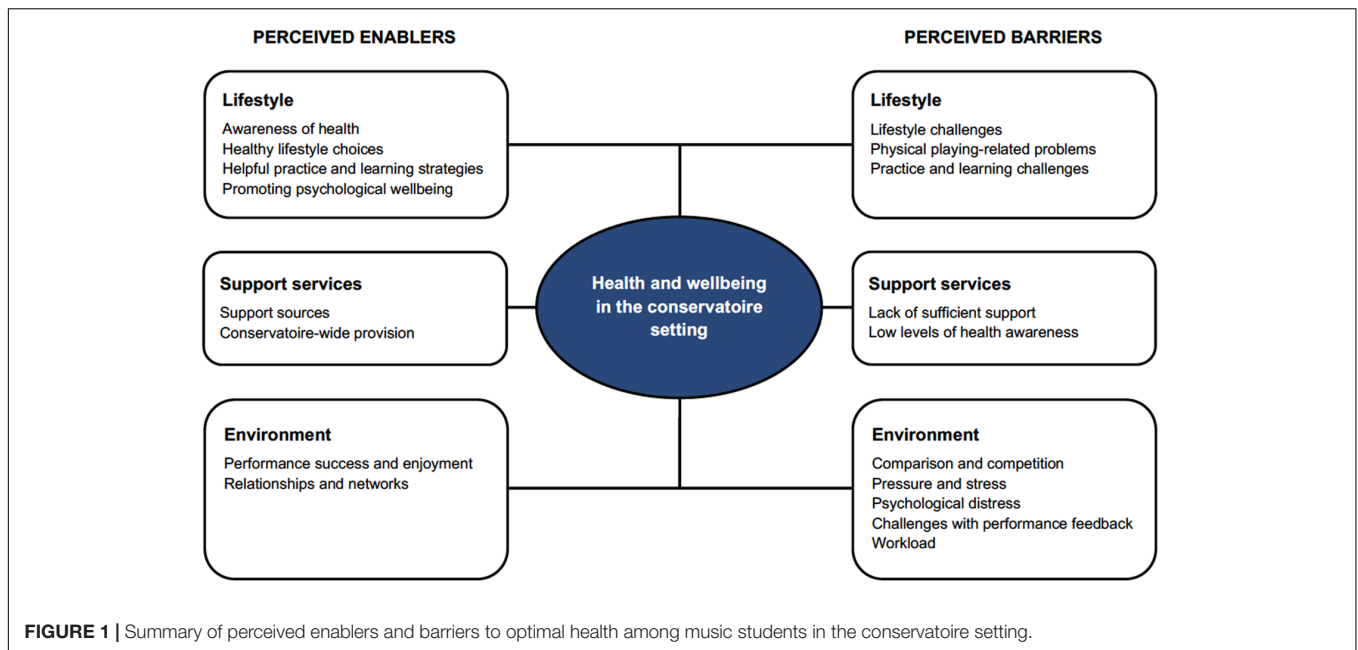 PERCEIVED ENABLERS
PERCEIVED BARRIERS
Lifestyle
Awareness of health
Healthy lifestyle choices
Helpful practice and learning strategies
Promoting psychological wellbeing
Lifestyle
Lifestyle challenges
Physical playing-related problems
Practice and learning challenges
Support services
Support sources
Conservatoire-wide provision
Health and wellbeing
in the conservatoire
setting
Support services
Lack of sufficient support
Low levels of health awareness
Environment
Performance success and enjoyment
Relationships and networks
Environment
Comparison and competition
Pressure and stress
Psychological distress
Challenges with performance feedback
Workload
FIGURE 1 | Summary of perceived enablers and barriers to optimal health among music students in the conservatoire setting.